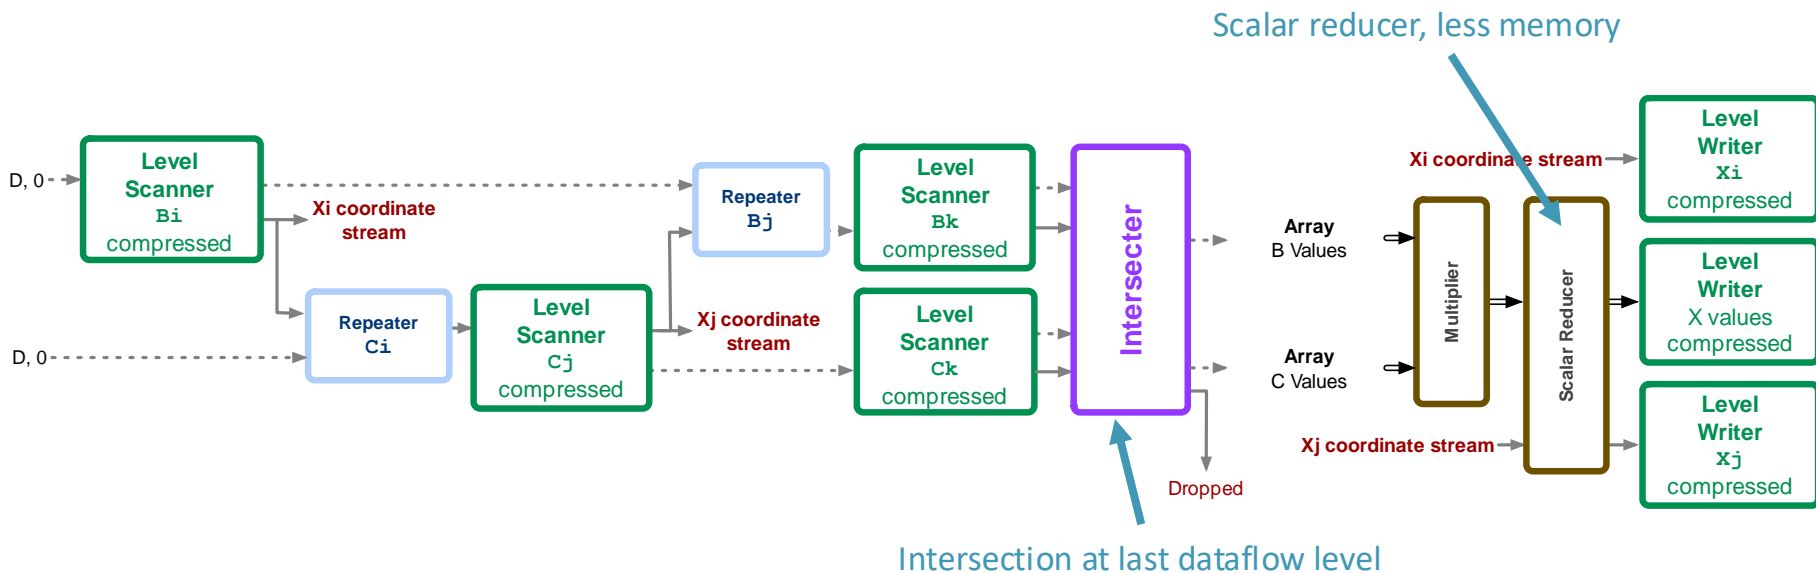 Scalar reducer, less memory
D, 0
Level
Scanner
Bi
compressed
Xi coordinate
stream
D, 0
Repeater
Ci
Level
Scanner
Cj
compressed
Xj coordinate
stream
Repeater
Bj
Level
Scanner
Bk
compressed
Level
Scanner
Ck
compressed
Intersecter
Dropped
Intersection at last dataflow level
Array
B Values
Array
C Values
Multiplier
Scalar Reducer
Xi coordinate stream
Xj coordinate stream
Level
Writer
Xi
compressed
Level
Writer
X values
compressed
Level
Writer
Xj
compressed